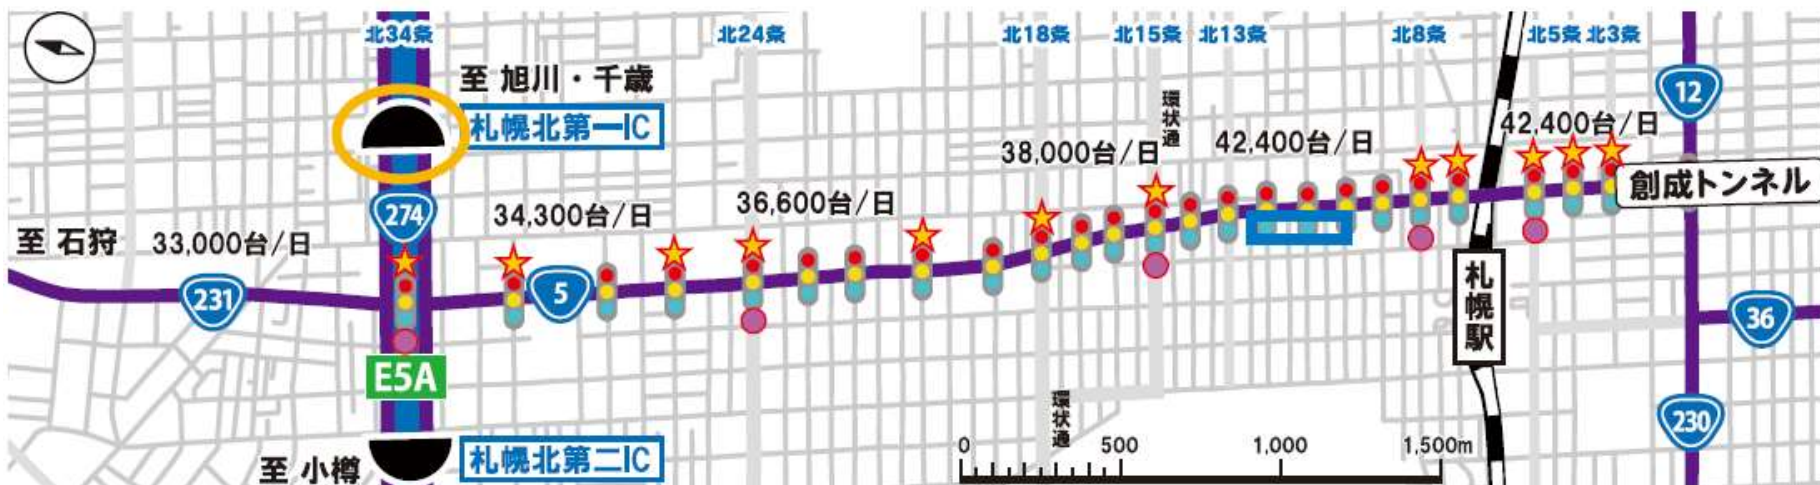 北34条
北24条
北18条
北15条
北13条
北8条
北5条
北3条
至 旭川・千歳
札幌北第一IC
12
環状通
42,400台/日
42,400台/日
38,000台/日
創成トンネル
274
34,300台/日
36,600台/日
至 石狩
33,000台/日
231
5
札幌駅
36
E5A
環状通
230
至 小樽
札幌北第二IC
0
500
1,000
1,500m